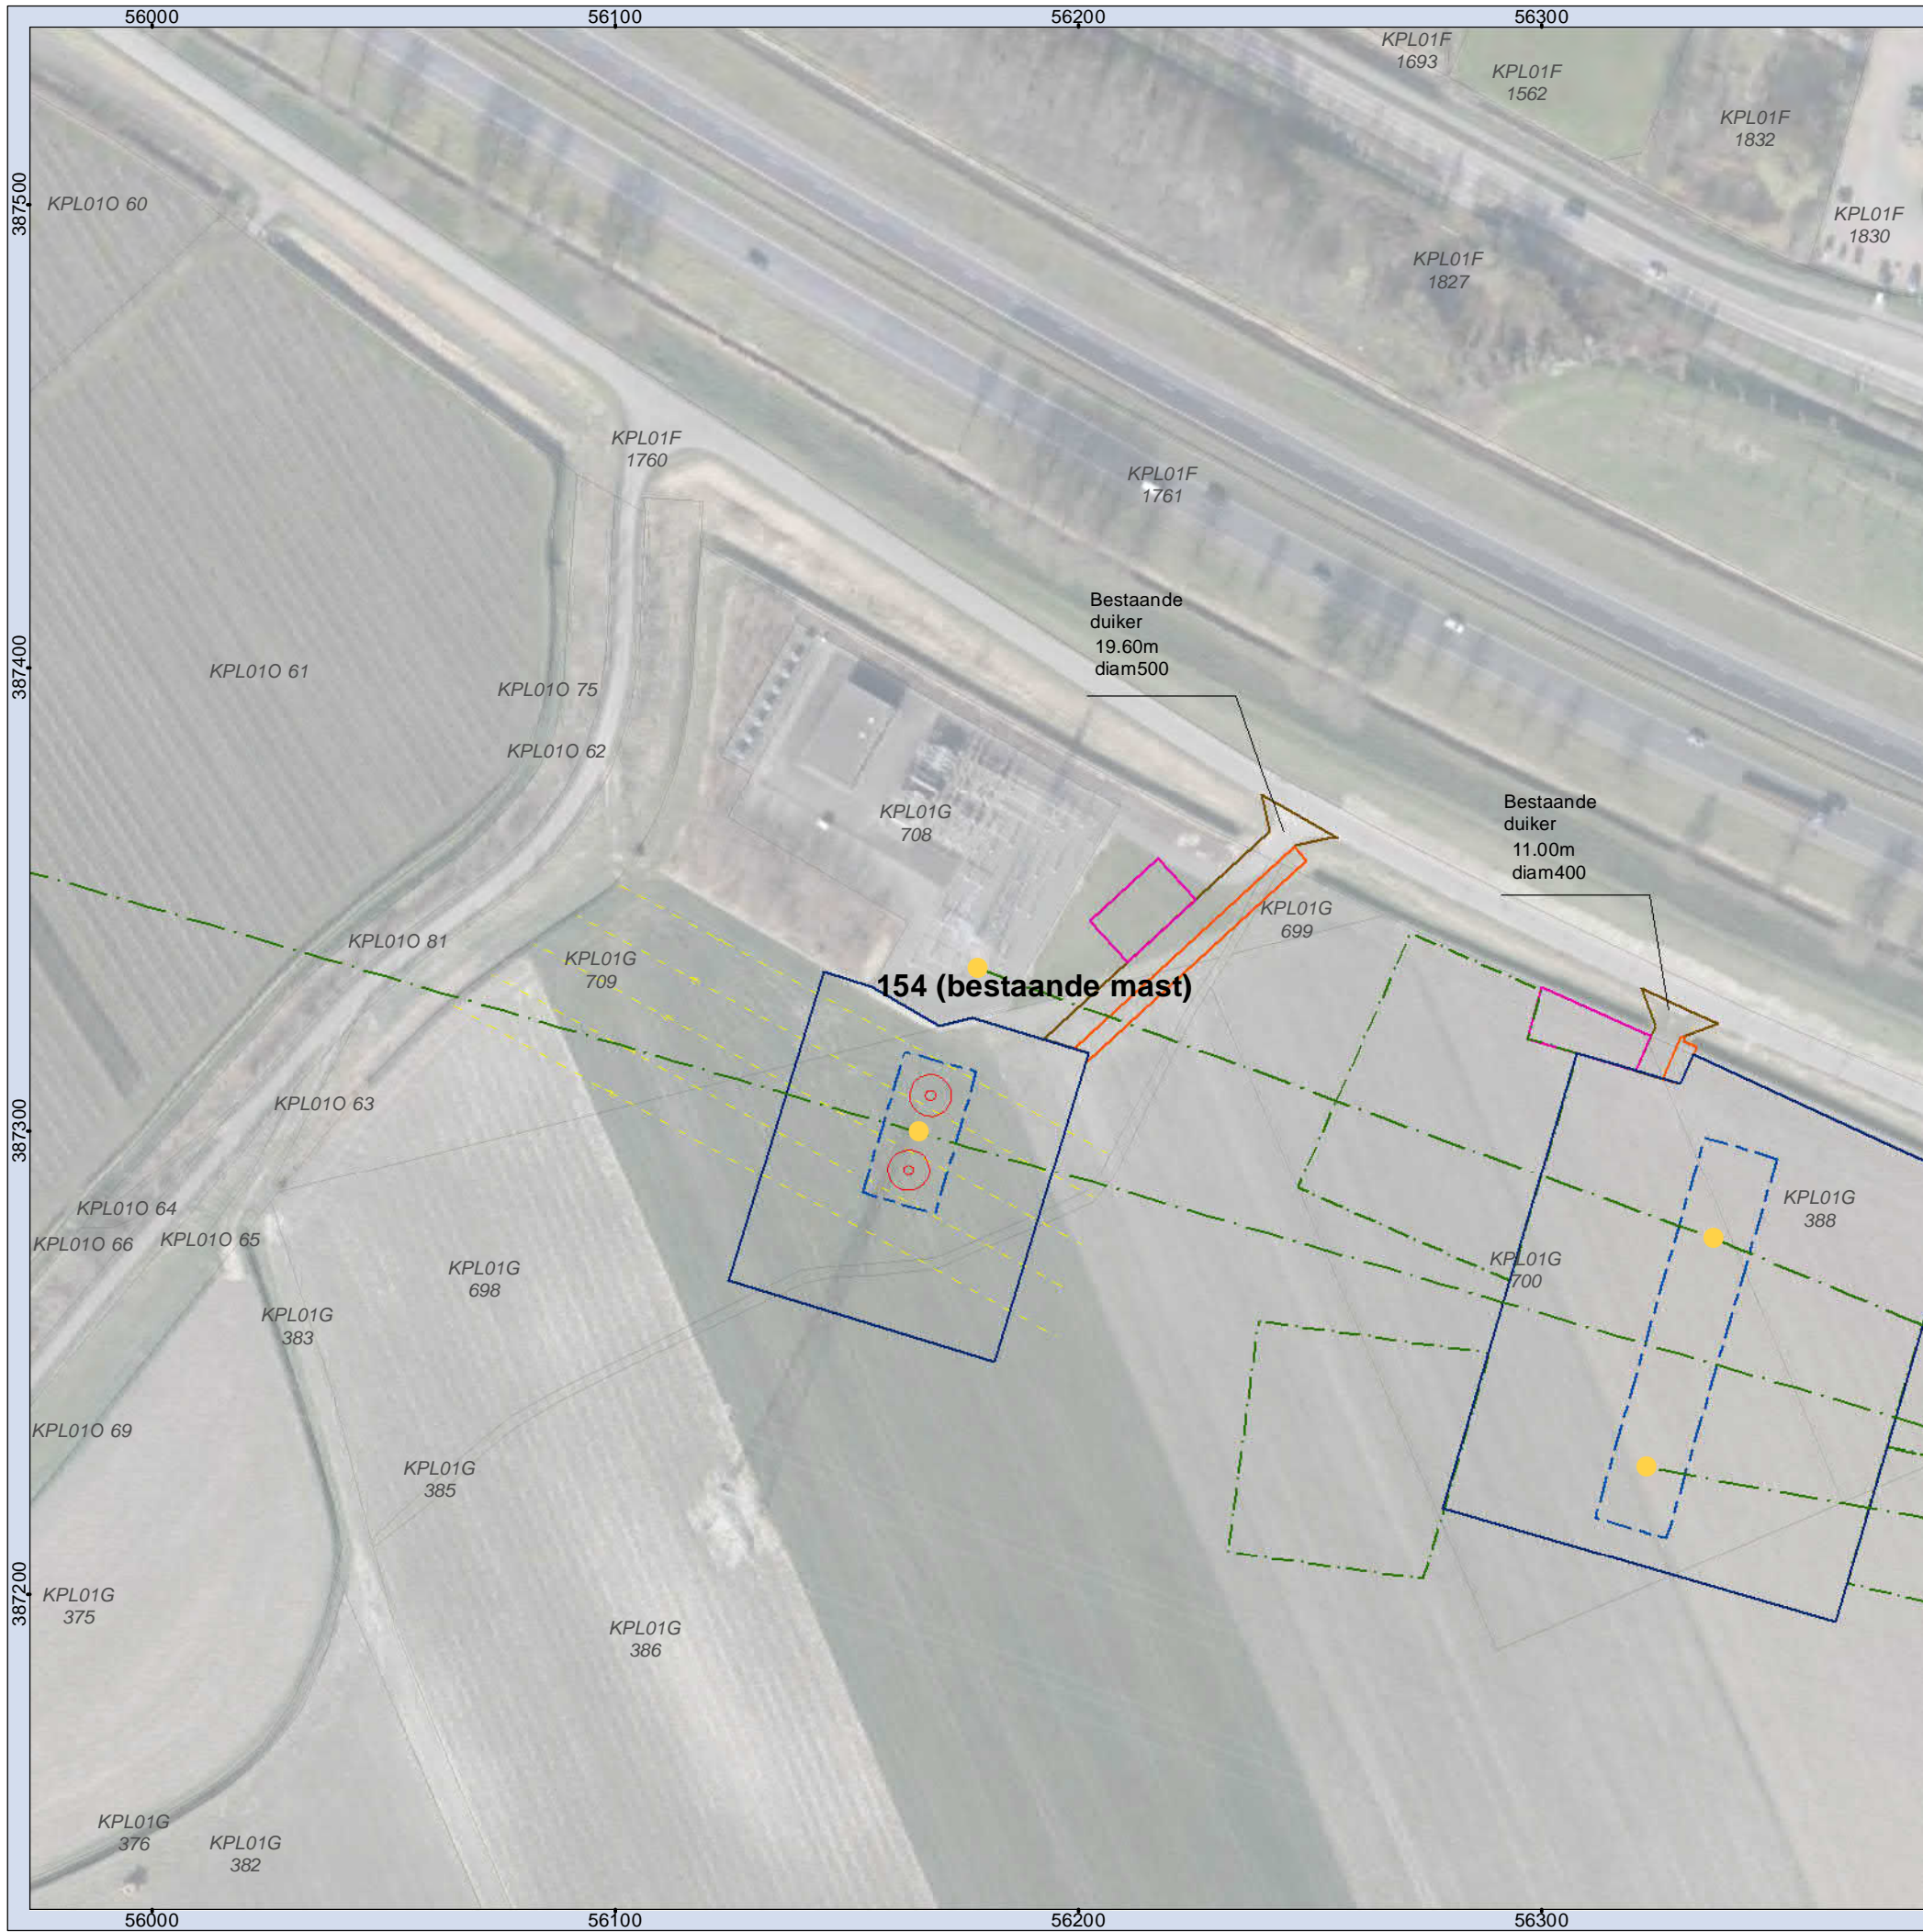 56000
56100
56200
56300
KPL01F
1693
KPL01F
1562
KPL01F
1832
KPL01O 60
387500
KPL01F
1830
KPL01F
1827
KPL01F
1760
KPL01F
1761
Bestaande
duiker
19.60m
diam500
387400
KPL01O 61
KPL01O 75
KPL01O 62
KPL01G
708
Bestaande
duiker
11.00m
diam400
KPL01G
699
KPL01O 81
KPL01G
709
154 (bestaande mast)
KPL01O 63
387300
KPL01O 64
KPL01O 66
KPL01O 65
KPL01G
388
KPL01G
698
KPL01G
700
KPL01G
383
KPL01O 69
KPL01G
385
387200
KPL01G
375
KPL01G
386
KPL01G
376
KPL01G
382
56000
56100
56200
56300